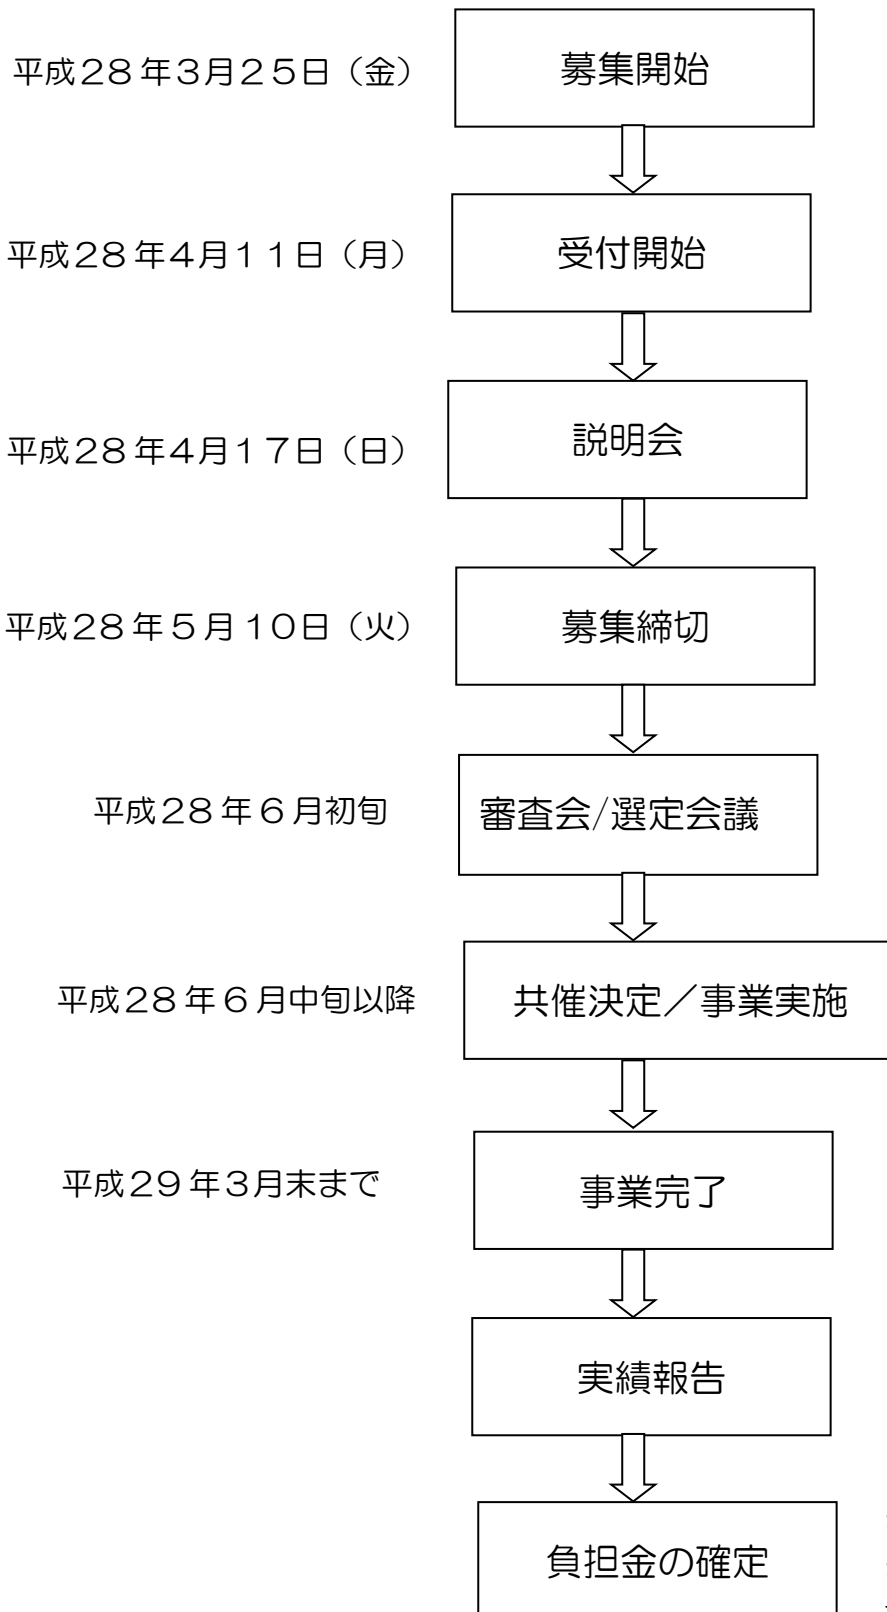 平成28年3月25日（金）
募集開始
平成28年4月11日（月）
受付開始
平成28年4月17日（日）
説明会
平成28年5月10日（火）
募集締切
平成28年6月初旬
審査会/選定会議
平成28年6月中旬以降
共催決定／事業実施
平成29年3月末まで
事業完了
実績報告
負担金の確定